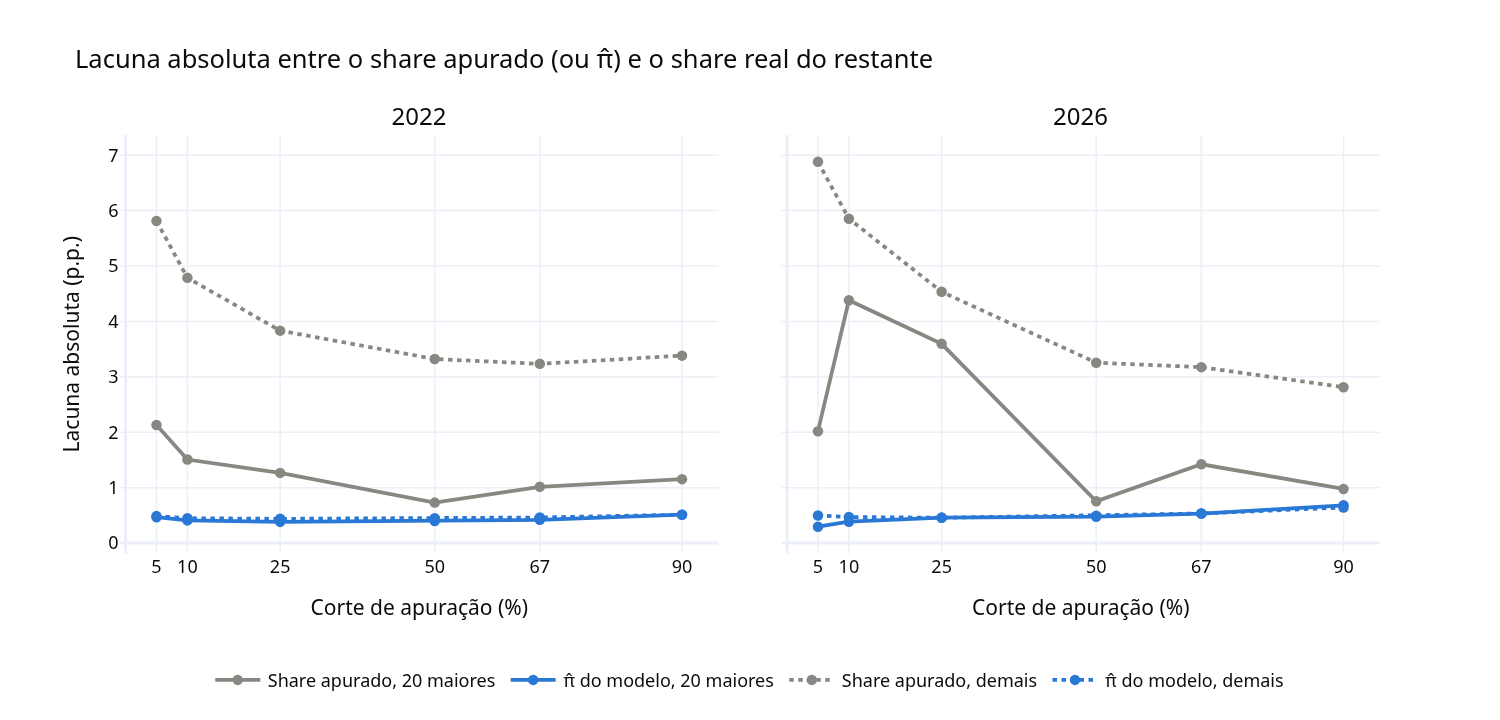 Lacuna absoluta entre o share apurado (ou π̂) e o share real do restante
2022
2026
Lacuna absoluta (p.p.)
7
6
5
4
3
2
1
0
5 10 25 50 67 90
5 10 25 50 67 90
Corte de apuração (%)
Corte de apuração (%)
Share apurado, 20 maiores
π̂ do modelo, 20 maiores
Share apurado, demais
π̂ do modelo, demais